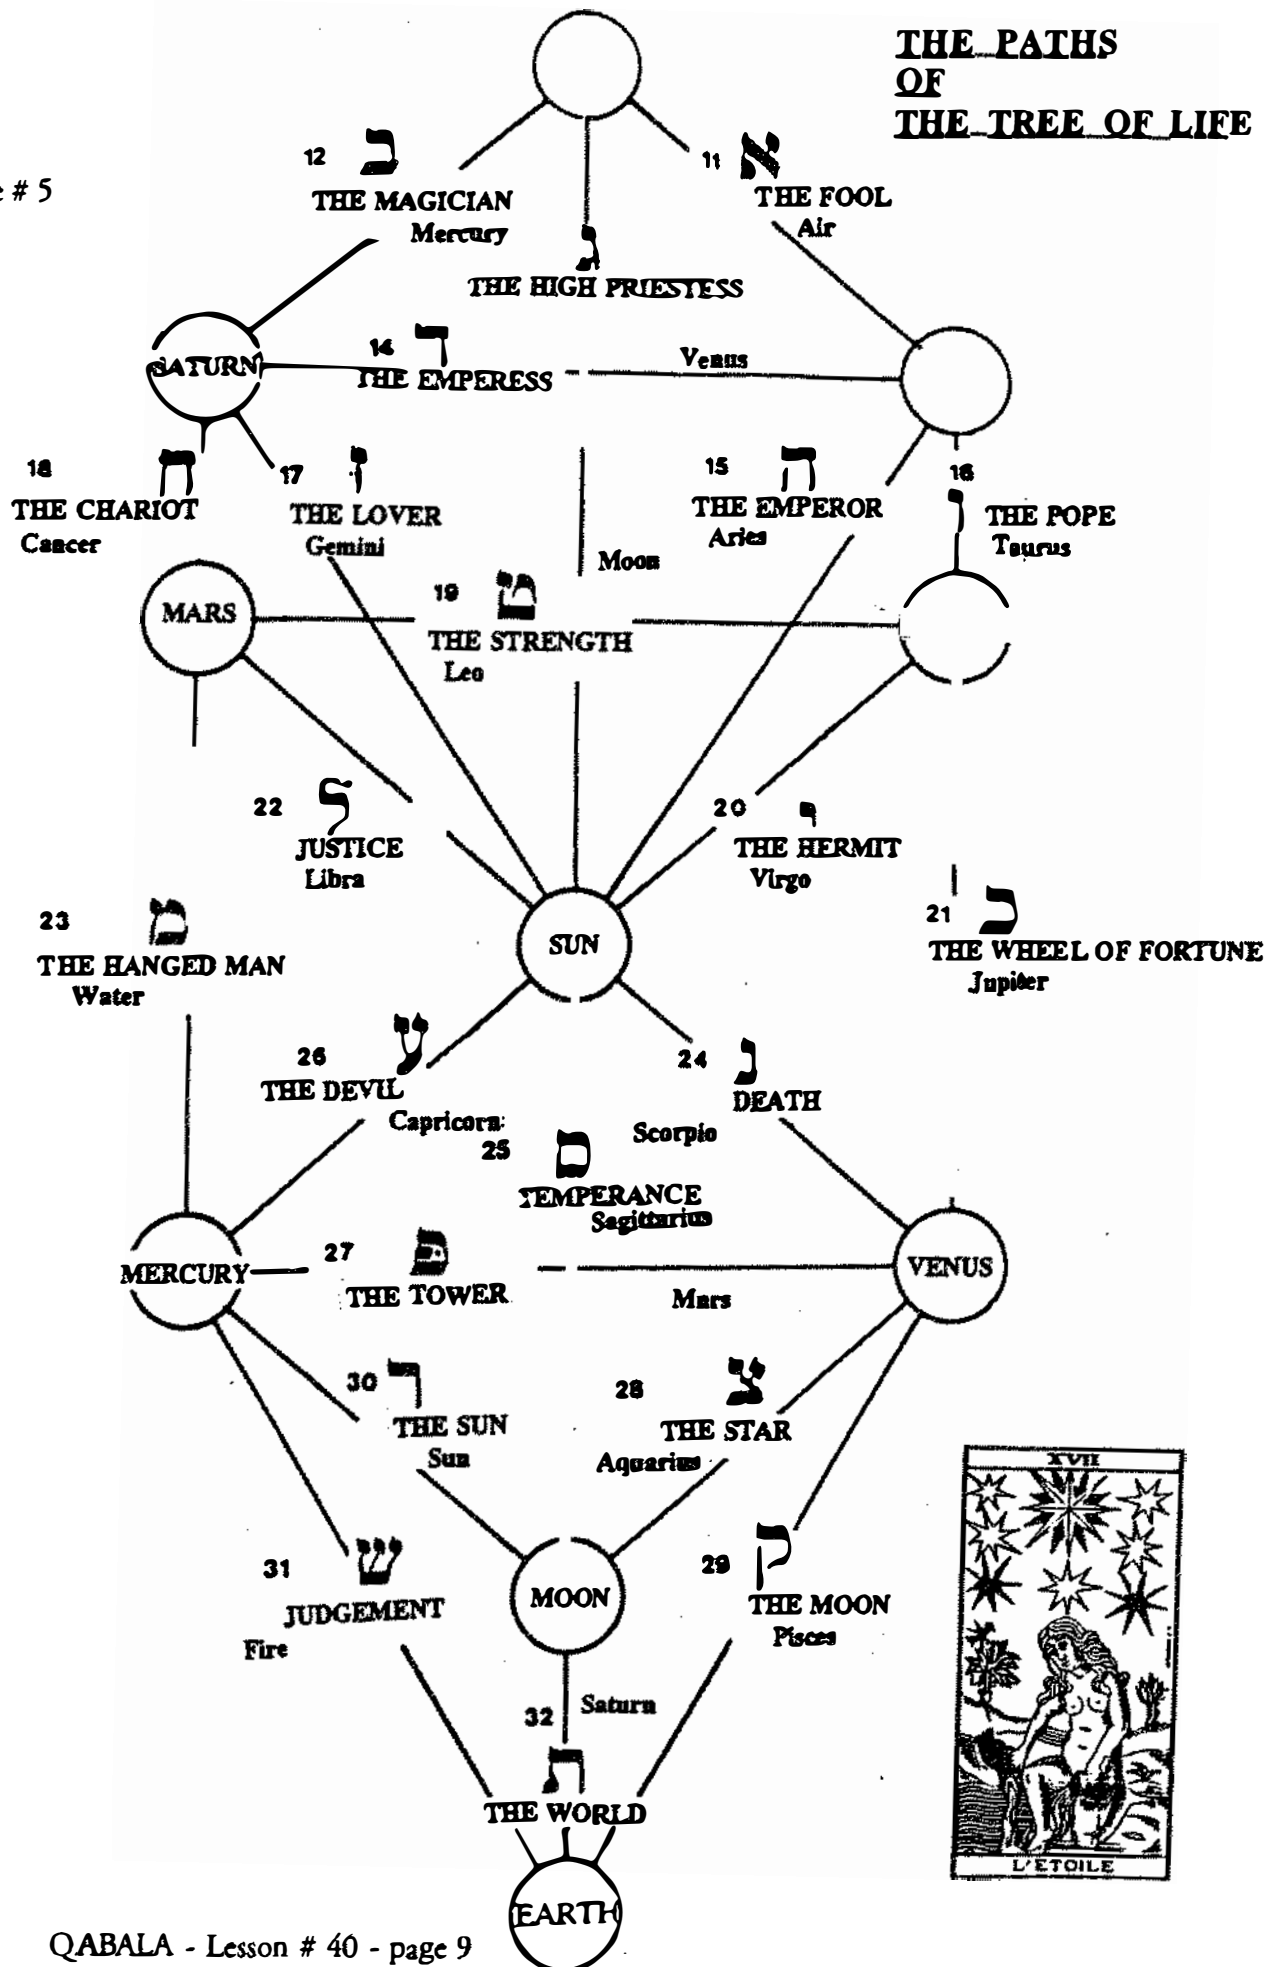 THE PATHS
OF
THE TREE OF LIFE
# 5
12 ב
THE MAGICIAN
Mercury
11 א
THE FOOL
Air
ג
THE HIGH PRIESTESS
SATURN
14 ד
THE EMPERESS
Venus
18 ח
THE CHARIOT
Cancer
17 ז
THE LOVER
Gemini
15 ה
THE EMPEROR
Aries
16
ו
THE POPE
Taurus
Moon
MARS
19 ט
THE STRENGTH
Leo
22 ל
JUSTICE
Libra
20 י
THE HERMIT
Virgo
23 מ
THE HANGED MAN
Water
SUN
21 כ
THE WHEEL OF FORTUNE
Jupiter
26 ע
THE DEVIL
Capricorn
24 נ
DEATH
Scorpio
25 ס
TEMPERANCE
Sagittarius
MERCURY
27 פ
THE TOWER
Mars
VENUS
30 ר
THE SUN
Sun
28 צ
THE STAR
Aquarius
31 ש
JUDGEMENT
Fire
MOON
29 ק
THE MOON
Pisces
32 Saturn
ת
THE WORLD
EARTH
XVII
L'ETOILE
QABALA - Lesson # 40 - page 9